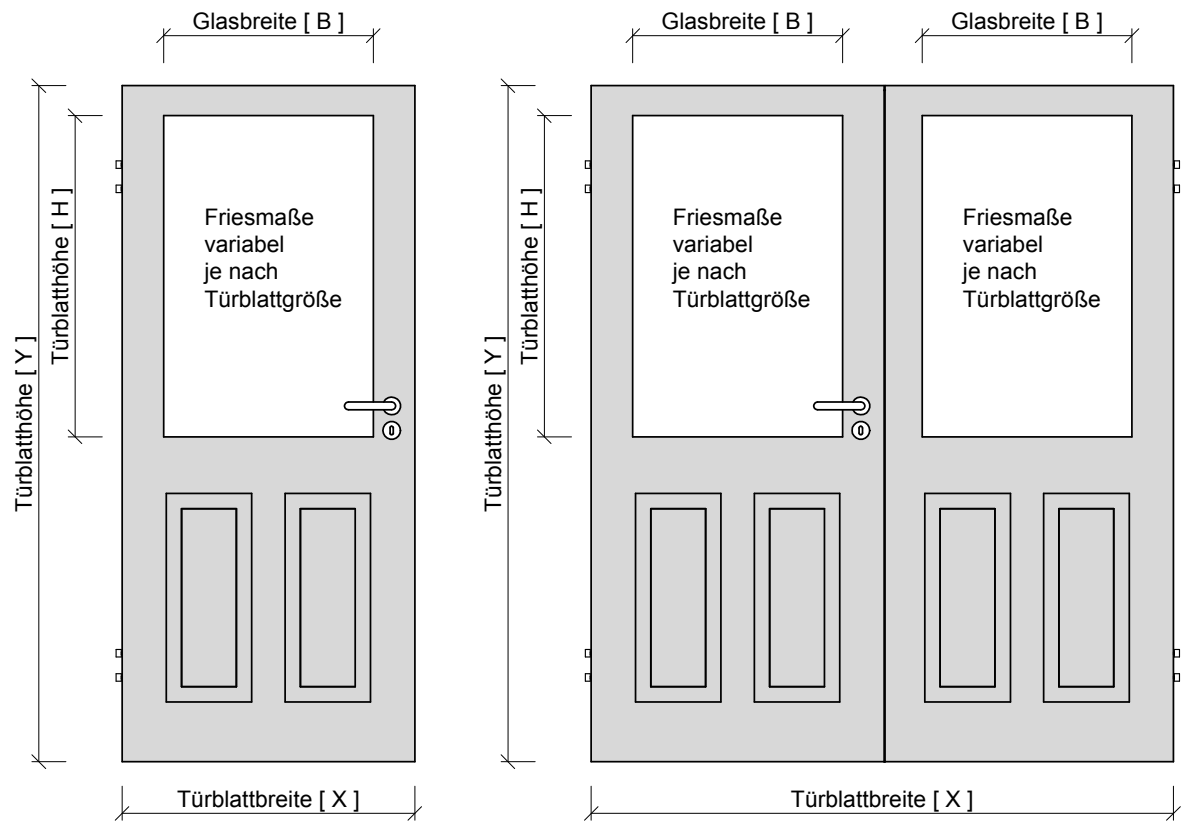 Glasbreite [ B ]
Türblatthöhe [ Y ]
Türblatthöhe [ H ]
Friesmaße
variabel
je nach
Türblattgröße
Türblattbreite [ X ]
Glasbreite [ B ]
Glasbreite [ B ]
Türblatthöhe [ Y ]
Türblatthöhe [ H ]
Friesmaße
variabel
je nach
Türblattgröße
Friesmaße
variabel
je nach
Türblattgröße
Türblattbreite [ X ]